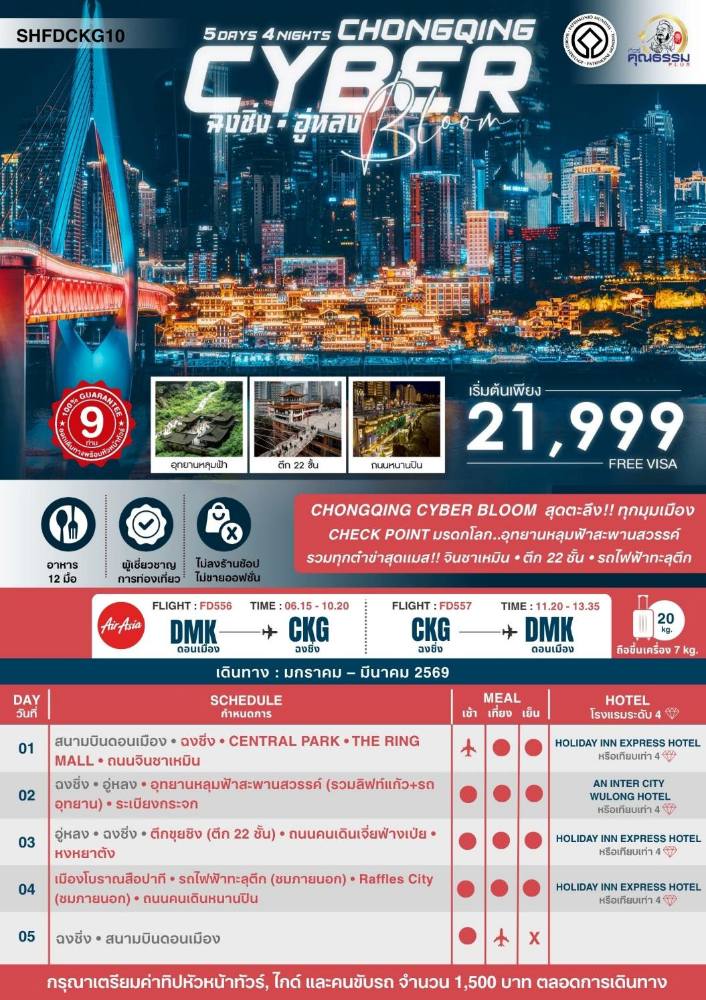 SHFDCKG10
5 DAYS 4 NIGHTS CHONGQING
CYBER
Bloom
ฉงชิ่ง • อู่หลง
WORLD HERITAGE • PATRIMOINE MONDIAL • PATRIMONIO MUNDIAL
ทัวร์
คุณธรรม
PLUS
100% GUARANTEE
9
ท่าน
ออกเดินทางพร้อมหัวหน้าทัวร์
อุทยานหลุมฟ้า
ตึก 22 ชั้น
ถนนหนานปิน
เริ่มต้นเพียง
21,999
FREE VISA
อาหาร
12 มื้อ
ผู้เชี่ยวชาญ
การท่องเที่ยว
ไม่ลงร้านช้อป
ไม่ขายออฟชั่น
CHONGQING CYBER BLOOM สุดตะลึง!! ทุกมุมเมือง
CHECK POINT มรดกโลก..อุทยานหลุมฟ้าสะพานสวรรค์
รวมทุกตำข่าสุดแมส!! จินซาเหมิน • ตึก 22 ชั้น • รถไฟฟ้าทะลุตึก
AirAsia
FLIGHT : FD556 TIME : 06.15 - 10.20
DMK CKG
ดอนเมือง ฉงชิ่ง
FLIGHT : FD557 TIME : 11.20 - 13.35
CKG DMK
ฉงชิ่ง ดอนเมือง
20
kg.
ถือขึ้นเครื่อง 7 kg.
เดินทาง : มกราคม – มีนาคม 2569
DAY SCHEDULE MEAL HOTEL
วันที่ กำหนดการ เช้า เที่ยง เย็น โรงแรมระดับ 4
01
สนามบินดอนเมือง • ฉงชิ่ง • CENTRAL PARK • THE RING
MALL • ถนนจินซาเหมิน
HOLIDAY INN EXPRESS HOTEL
หรือเทียบเท่า 4
02
ฉงชิ่ง • อู่หลง • อุทยานหลุมฟ้าสะพานสวรรค์ (รวมลิฟท์แก้ว+รถ
อุทยาน) • ระเบียงกระจก
AN INTER CITY
WULONG HOTEL
หรือเทียบเท่า 4
03
อู่หลง • ฉงชิ่ง • ตึกขุยชิง (ตึก 22 ชั้น) • ถนนคนเดินเจี่ยฟ่างเป่ย •
หงหยาตัง
HOLIDAY INN EXPRESS HOTEL
หรือเทียบเท่า 4
04
เมืองโบราณสือปาที • รถไฟฟ้าทะลุตึก (ชมภายนอก) • Raffles City
(ชมภายนอก) • ถนนคนเดินหนานปิน
HOLIDAY INN EXPRESS HOTEL
หรือเทียบเท่า 4
05
ฉงชิ่ง • สนามบินดอนเมือง
X
กรุณาเตรียมค่าทิปหัวหน้าทัวร์, ไกด์ และคนขับรถ จำนวน 1,500 บาท ตลอดการเดินทาง